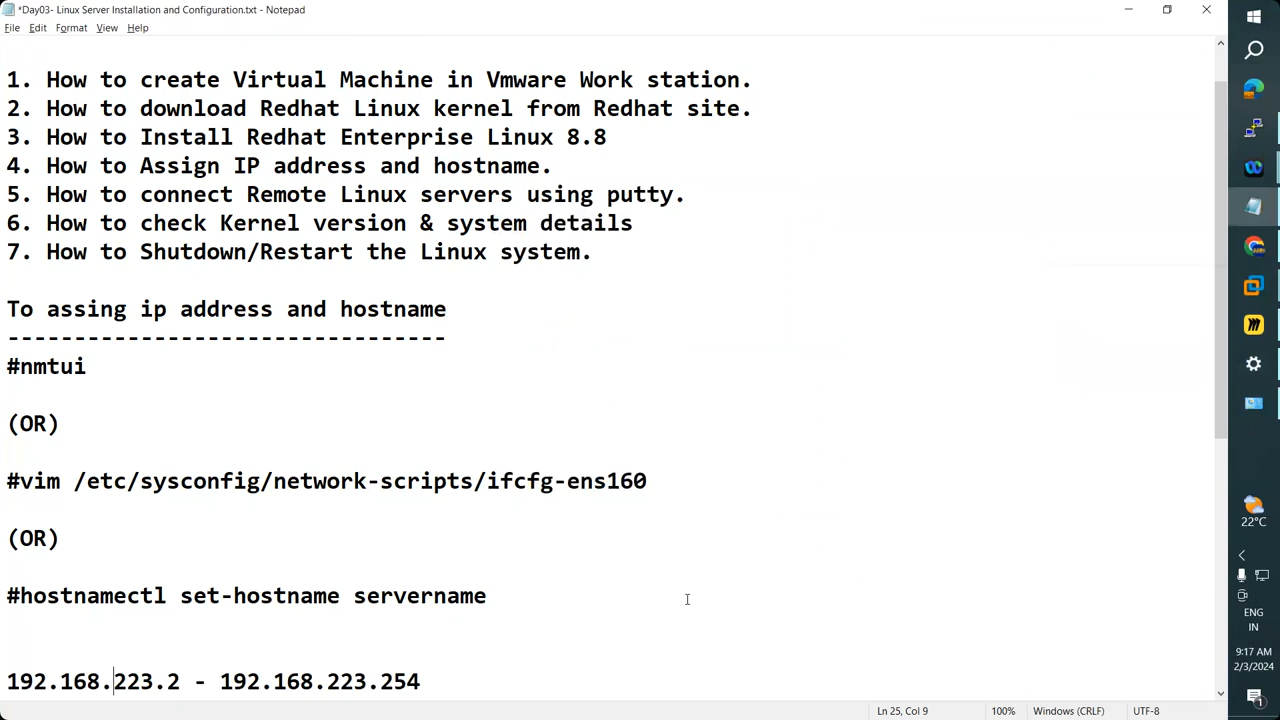 *Day03- Linux Server Installation and Configuration.txt - Notepad
File Edit Format View Help
1. How to create Virtual Machine in Vmware Work station.
2. How to download Redhat Linux kernel from Redhat site.
3. How to Install Redhat Enterprise Linux 8.8
4. How to Assign IP address and hostname.
5. How to connect Remote Linux servers using putty.
6. How to check Kernel version & system details
7. How to Shutdown/Restart the Linux system.
To assing ip address and hostname
---------------------------------
#nmtui
(OR)
#vim /etc/sysconfig/network-scripts/ifcfg-ens160
(OR)
#hostnamectl set-hostname servername
192.168.223.2 - 192.168.223.254
Ln 25, Col 9 100% Windows (CRLF) UTF-8
22°C
ENG
IN
9:17 AM
2/3/2024
1